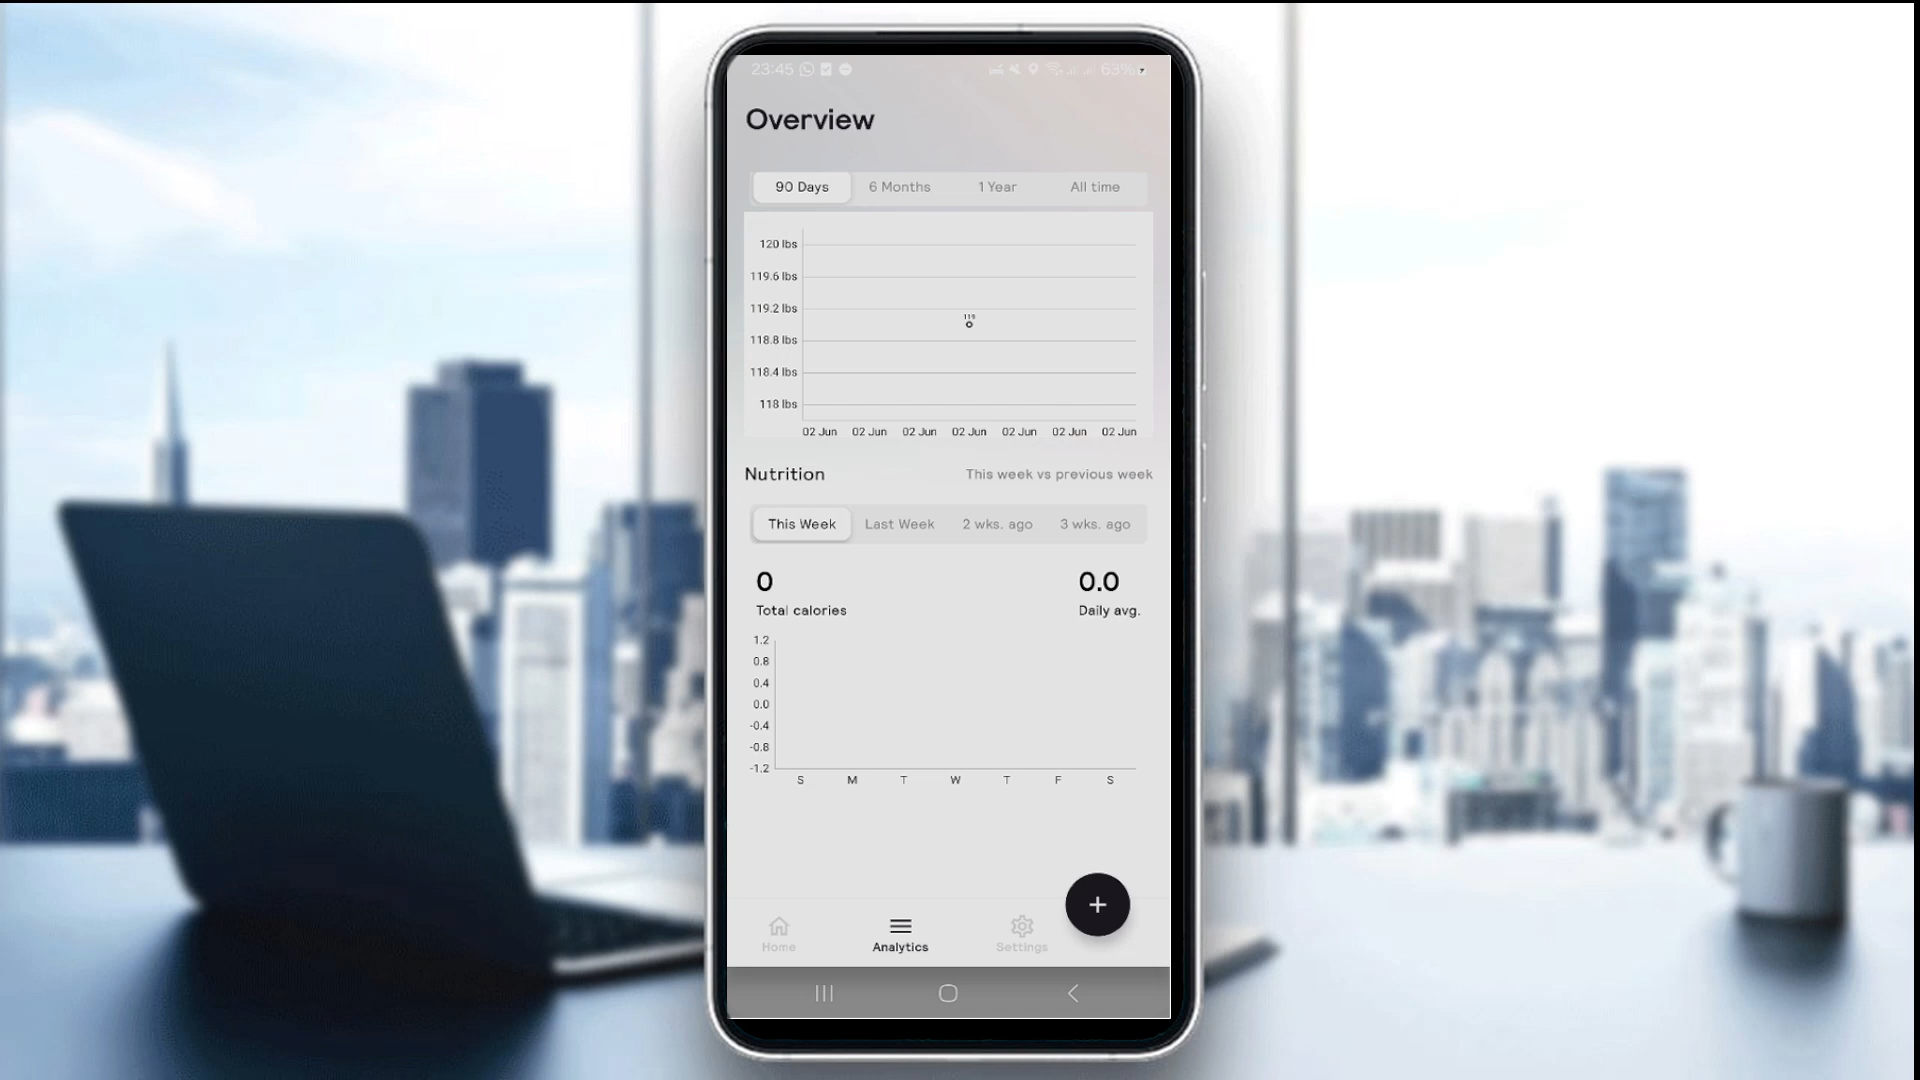 23:45 63%
Overview
90 Days 6 Months 1 Year All time
120 lbs
119.6 lbs
119.2 lbs
119
118.8 lbs
118.4 lbs
118 lbs
02 Jun 02 Jun 02 Jun 02 Jun 02 Jun 02 Jun 02 Jun
Nutrition This week vs previous week
This Week Last Week 2 wks. ago 3 wks. ago
0 0.0
Total calories Daily avg.
1.2
0.8
0.4
0.0
-0.4
-0.8
-1.2
S M T W T F S
Home Analytics Settings